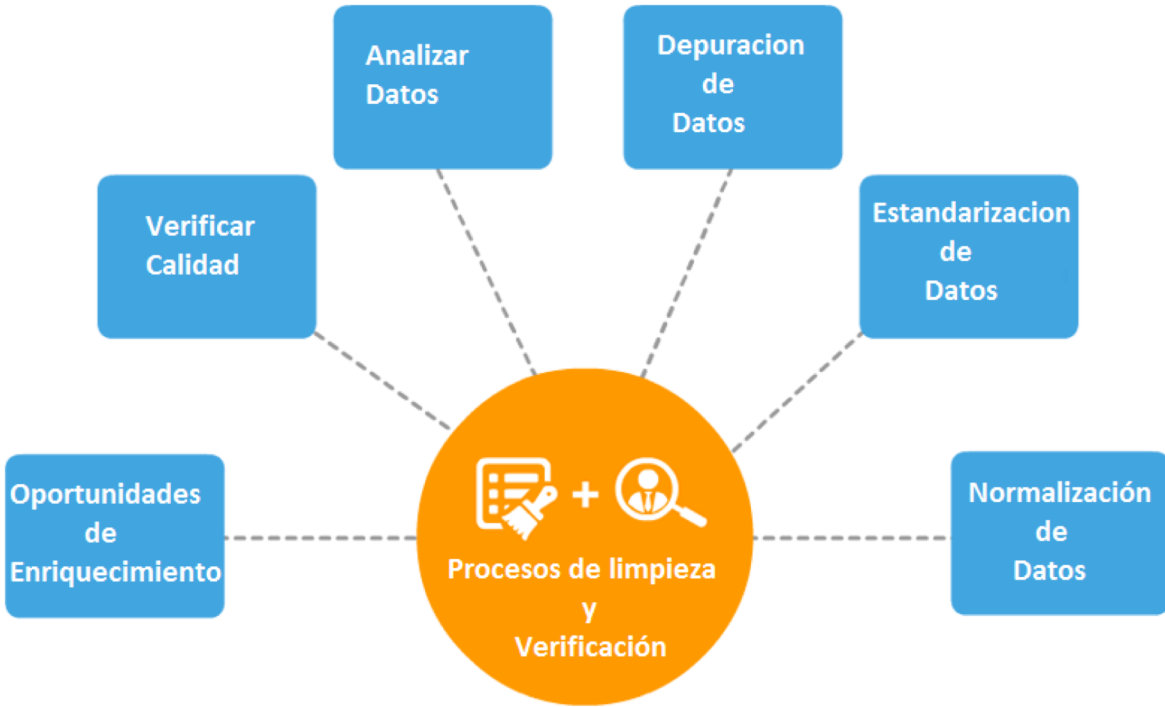 Analizar
Datos
Depuracion
de
Datos
Verificar
Calidad
Estandarizacion
de
Datos
Oportunidades
de
Enriquecimiento
Normalización
de
Datos
+
Procesos de limpieza
y
Verificación